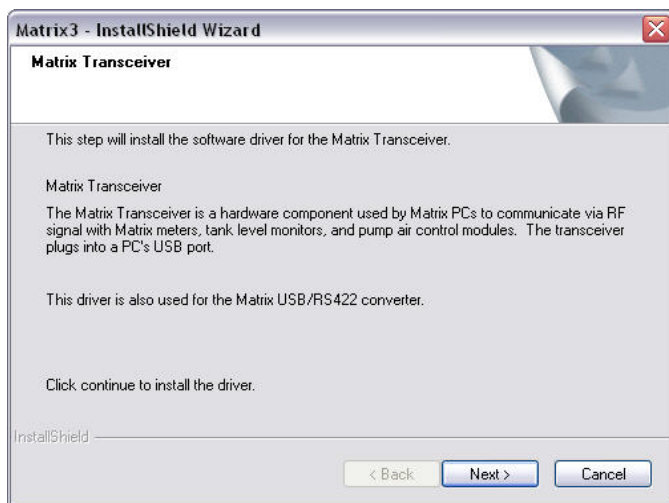 Matrix3 - InstallShield Wizard
Matrix Transceiver
This step will install the software driver for the Matrix Transceiver.
Matrix Transceiver
The Matrix Transceiver is a hardware component used by Matrix PCs to communicate via RF
signal with Matrix meters, tank level monitors, and pump air control modules.  The transceiver
plugs into a PC's USB port.
This driver is also used for the Matrix USB/RS422 converter.
Click continue to install the driver.
InstallShield
< Back
Next >
Cancel